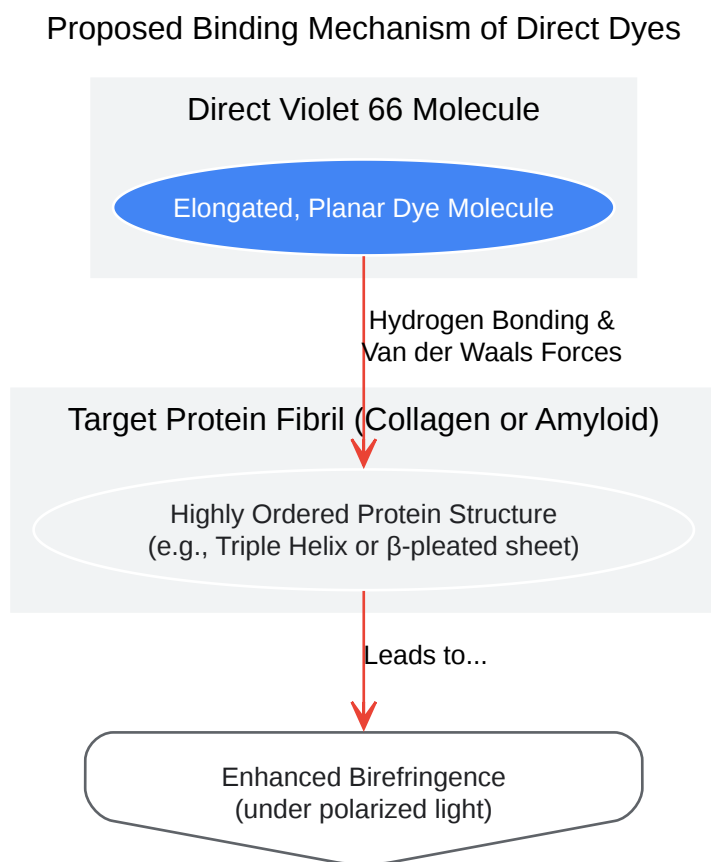 Proposed Binding Mechanism of Direct Dyes
Direct Violet 66 Molecule
Elongated, Planar Dye Molecule
Hydrogen Bonding &
Van der Waals Forces
Target Protein Fibril (Collagen or Amyloid)
Highly Ordered Protein Structure
(e.g., Triple Helix or β-pleated sheet)
Leads to...
Enhanced Birefringence
(under polarized light)